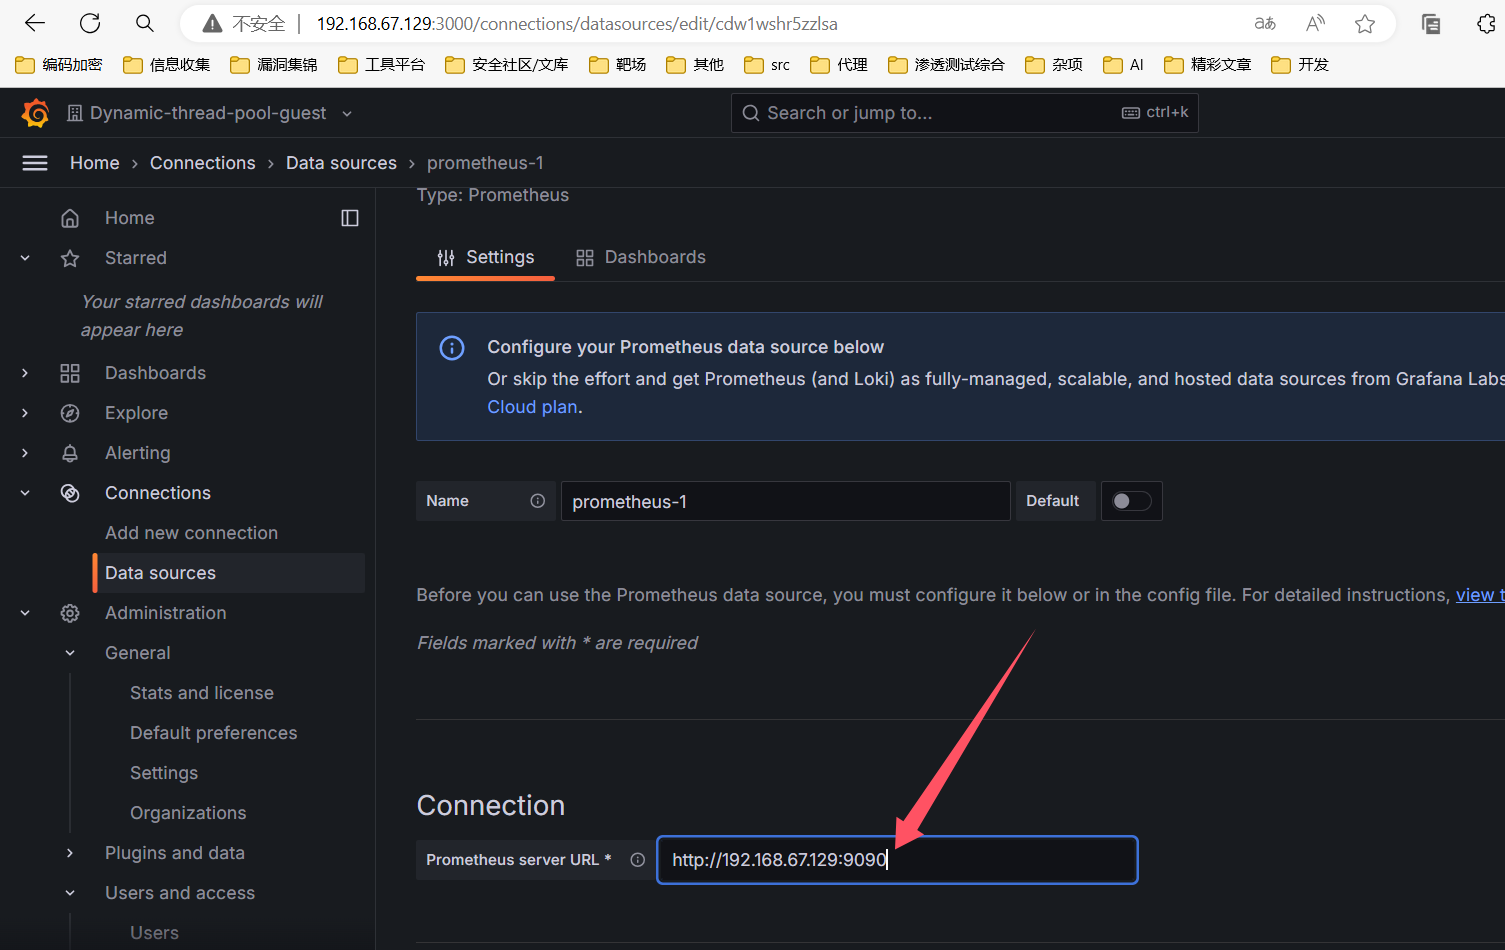 不安全 | 192.168.67.129:3000/connections/datasources/edit/cdw1wshr5zzlsa
编码加密 信息收集 漏洞集锦 工具平台 安全社区/文库 靶场 其他 src 代理 渗透测试综合 杂项 AI 精彩文章 开发
Dynamic-thread-pool-guest
Search or jump to...
ctrl+k
Home › Connections › Data sources › prometheus-1
Home
Starred
Your starred dashboards will
appear here
Dashboards
Explore
Alerting
Connections
Add new connection
Data sources
Administration
General
Stats and license
Default preferences
Settings
Organizations
Plugins and data
Users and access
Users
Type: Prometheus
Settings
Dashboards
Configure your Prometheus data source below
Or skip the effort and get Prometheus (and Loki) as fully-managed, scalable, and hosted data sources from Grafana Labs
Cloud plan.
Name
prometheus-1
Default
Before you can use the Prometheus data source, you must configure it below or in the config file. For detailed instructions, view t
Fields marked with * are required
Connection
Prometheus server URL *
http://192.168.67.129:9090